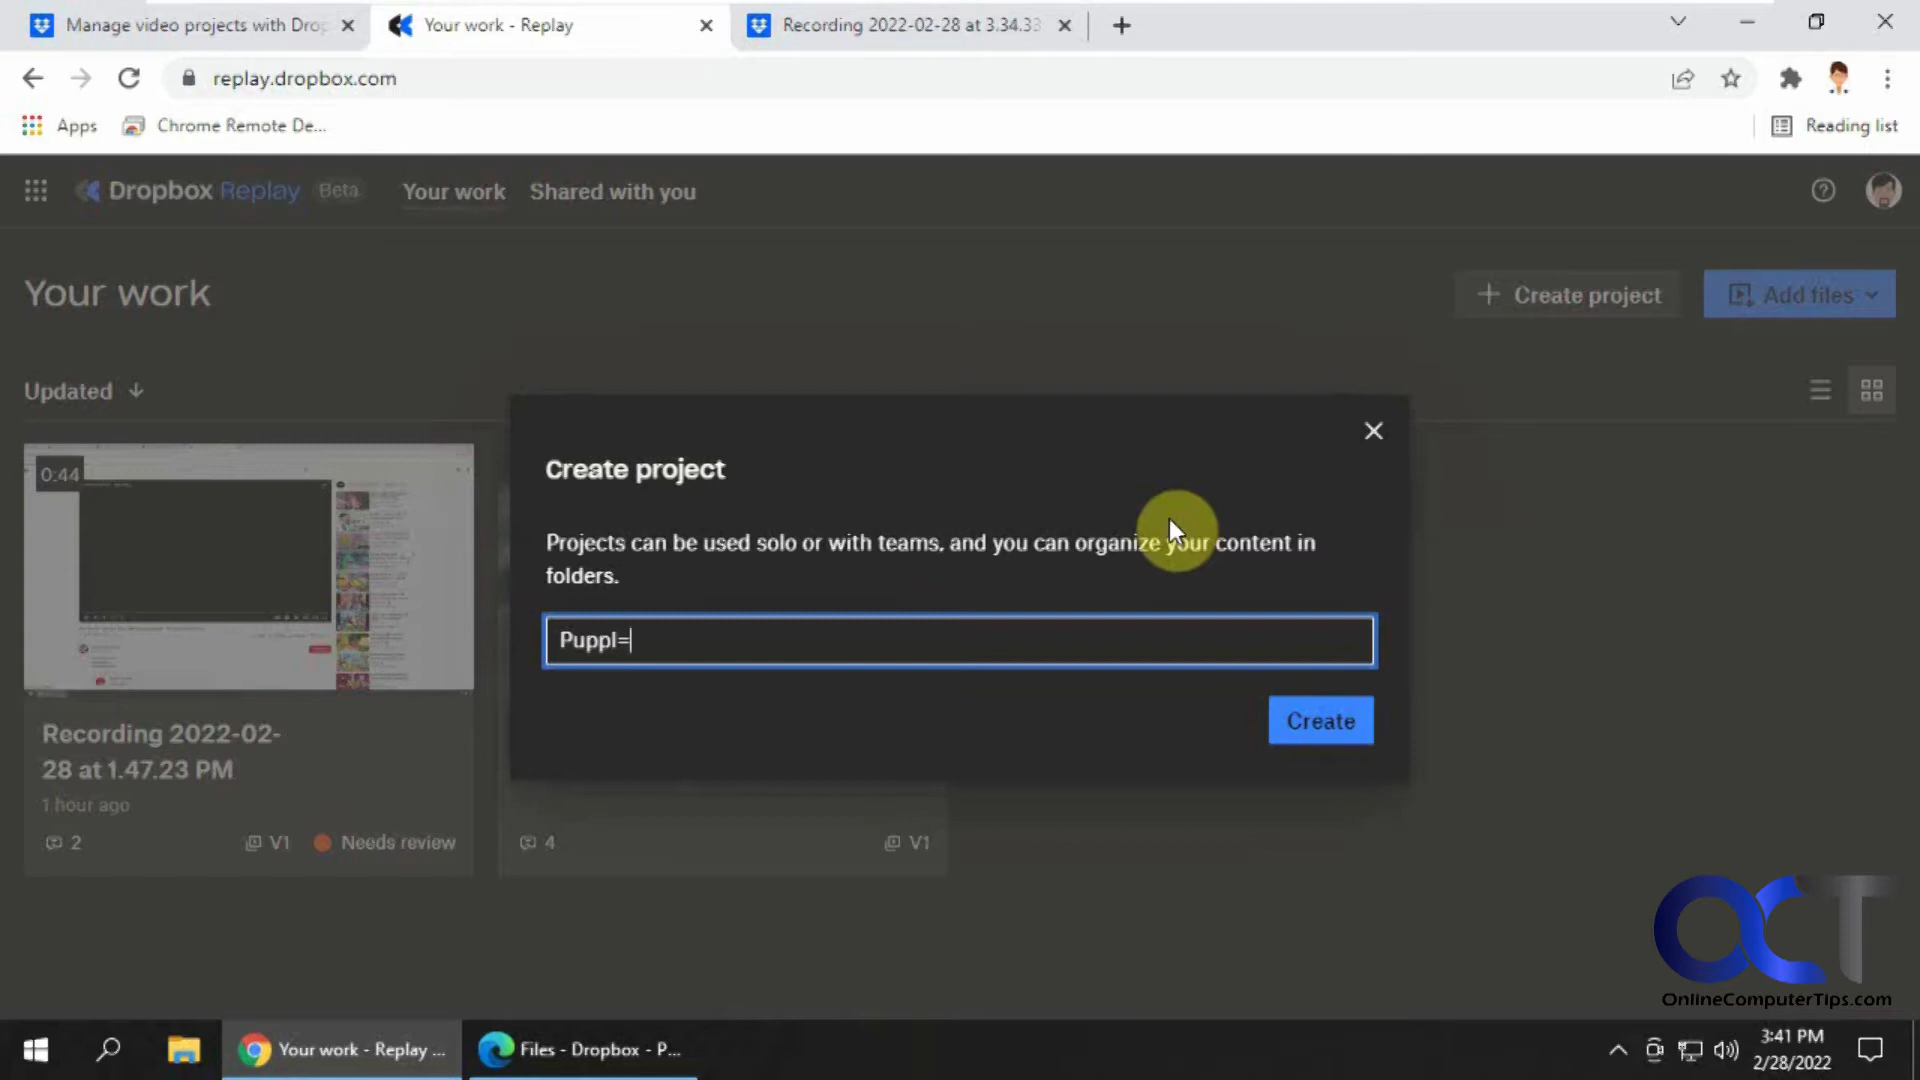 Manage video projects with Drop
Your work - Replay
Recording 2022-02-28 at 3.34.33
replay.dropbox.com
Apps
Chrome Remote De...
Reading list
Dropbox Replay Beta
Your work
Shared with you
Your work
Create project
Add files
Updated
Create project
Projects can be used solo or with teams, and you can organize your content in
folders.
Puppl=
Create
0:44
Recording 2022-02-
28 at 1.47.23 PM
1 hour ago
2
V1
Needs review
4
V1
OCT
OnlineComputerTips.com
Your work - Replay ...
Files - Dropbox - P...
3:41 PM
2/28/2022